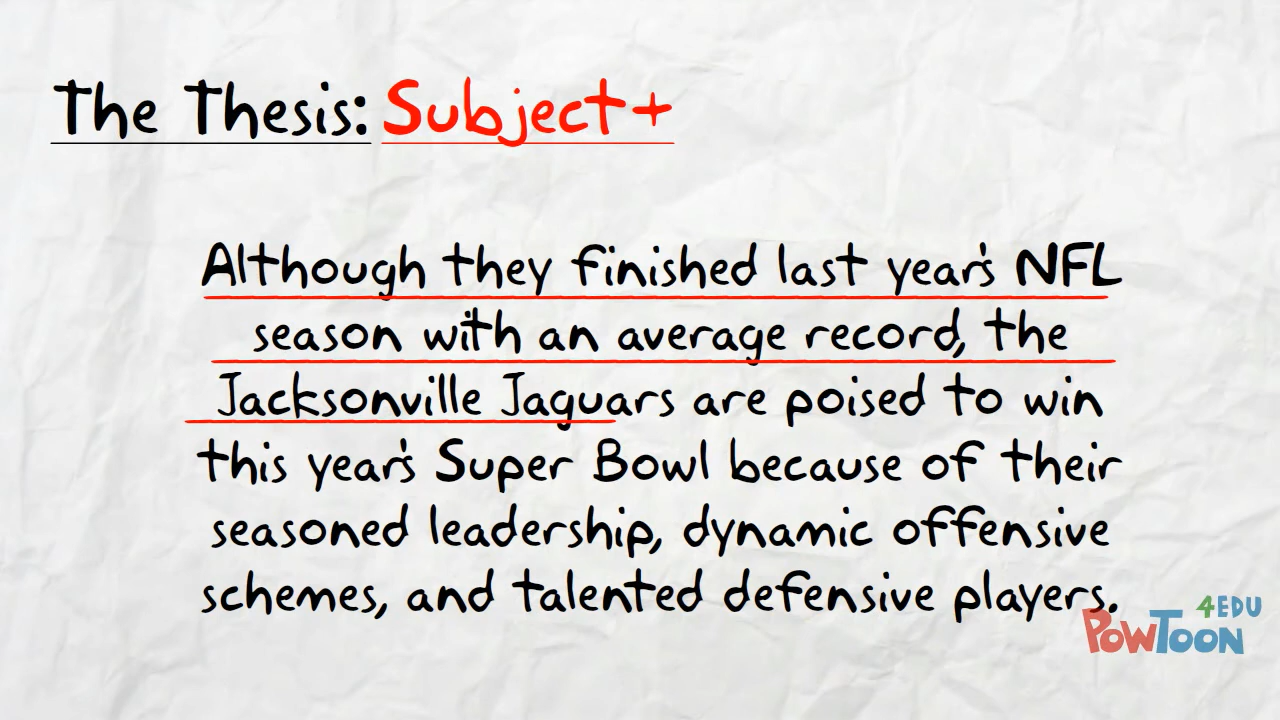 The Thesis: Subject+
Although they finished last year's NFL
season with an average record, the
Jacksonville Jaguars are poised to win
this year's Super Bowl because of their
seasoned leadership, dynamic offensive
schemes, and talented defensive players.
4EDU
POWTOON